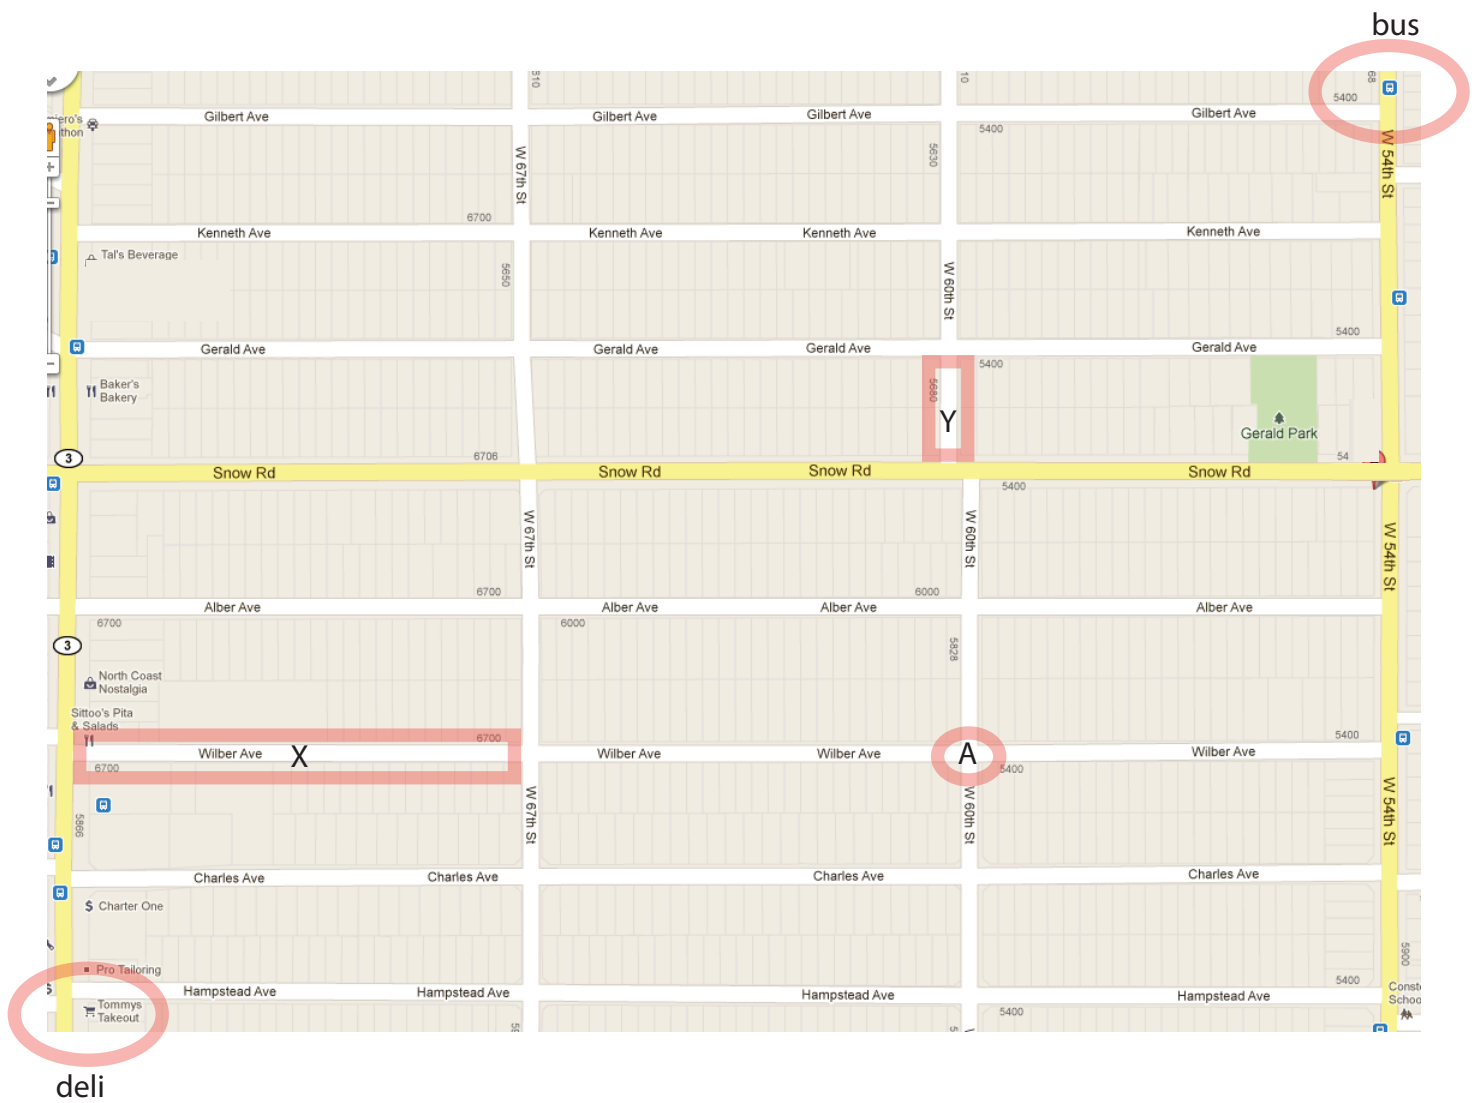 bus
310
10
68
5400
Gilbert Ave
Gilbert Ave
Gilbert Ave
Gilbert Ave
thon
5400
W 67th St
5630
W 54th St
6700
Kenneth Ave
Kenneth Ave
Kenneth Ave
Kenneth Ave
Tal's Beverage
5650
W 60th St
5400
Gerald Ave
Gerald Ave
Gerald Ave
Gerald Ave
5400
Baker's
Bakery
5680
Y
Gerald Park
3
6706
54
Snow Rd
Snow Rd
Snow Rd
Snow Rd
5400
W 67th St
W 60th St
W 54th St
6700
6000
Alber Ave
Alber Ave
Alber Ave
Alber Ave
6700
6000
3
5828
North Coast
Nostalgia
Sittoo's Pita
& Salads
6700
5400
Wilber Ave
X
Wilber Ave
Wilber Ave
A
Wilber Ave
6700
5400
5866
W 67th St
W 60th St
W 54th St
Charles Ave
Charles Ave
Charles Ave
Charles Ave
$
Charter One
5900
Pro Tailoring
5400
Hampstead Ave
Hampstead Ave
Hampstead Ave
Hampstead Ave
Tommys
Takeout
5400
deli